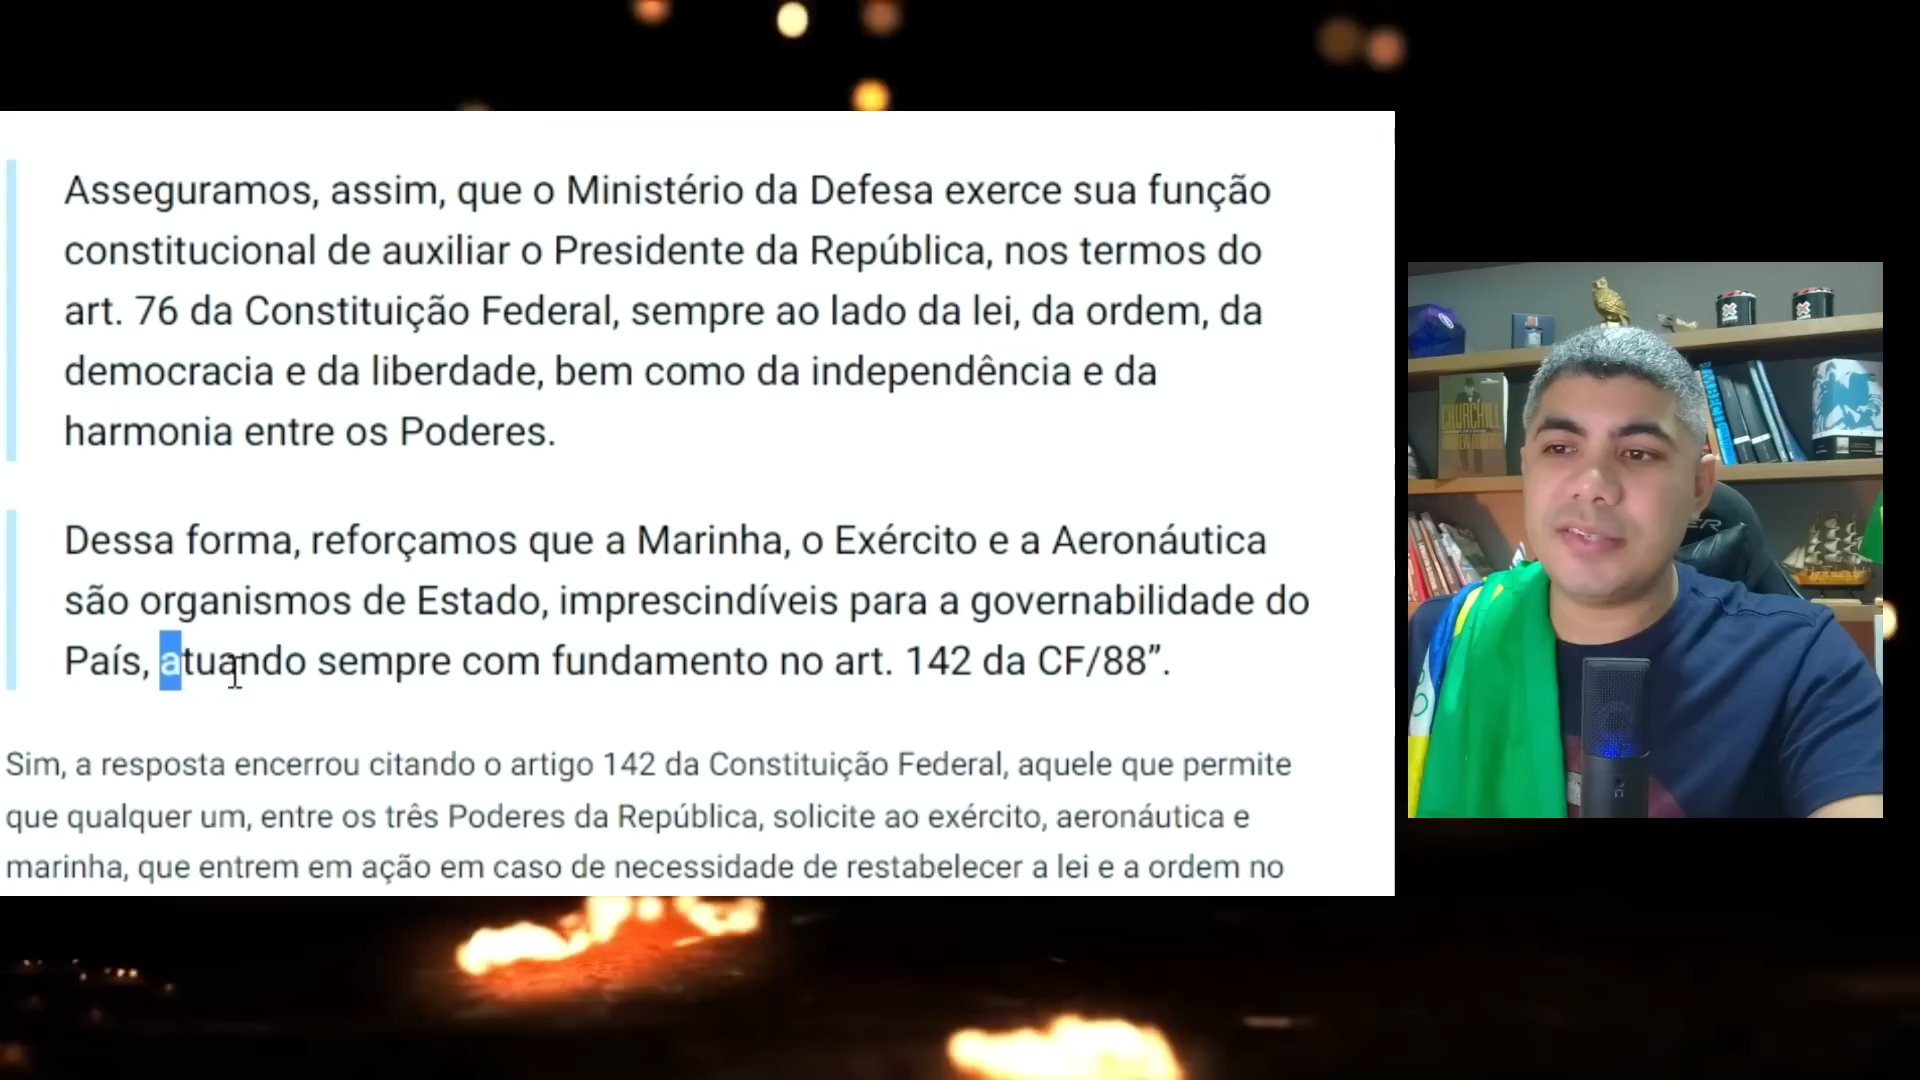 Asseguramos, assim, que o Ministério da Defesa exerce sua função
constitucional de auxiliar o Presidente da República, nos termos do
art. 76 da Constituição Federal, sempre ao lado da lei, da ordem, da
democracia e da liberdade, bem como da independência e da
harmonia entre os Poderes.
Dessa forma, reforçamos que a Marinha, o Exército e a Aeronáutica
são organismos de Estado, imprescindíveis para a governabilidade do
País, atuando sempre com fundamento no art. 142 da CF/88”.
Sim, a resposta encerrou citando o artigo 142 da Constituição Federal, aquele que permite
que qualquer um, entre os três Poderes da República, solicite ao exército, aeronáutica e
marinha, que entrem em ação em caso de necessidade de restabelecer a lei e a ordem no
CHURCHILL